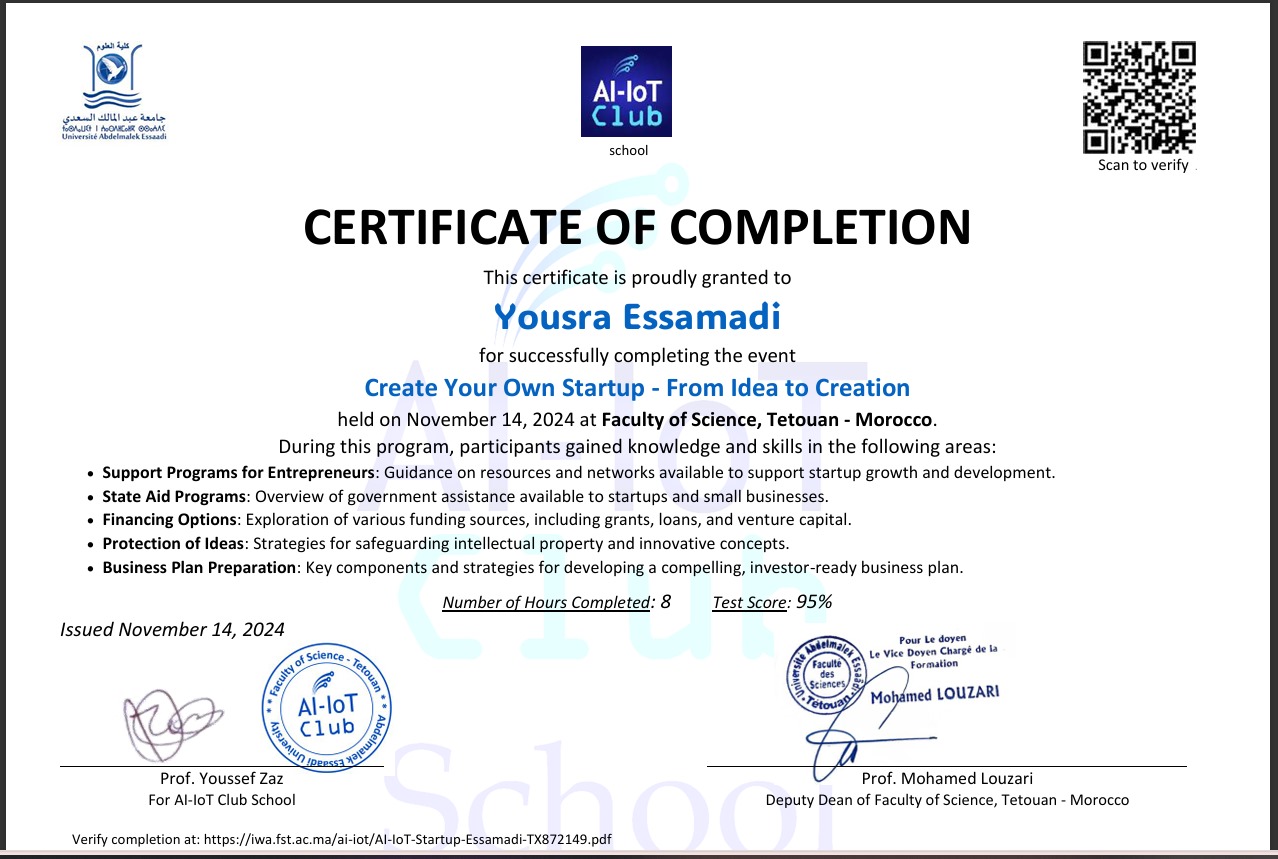 كلية العلوم
جامعة عبد المالك السعدي
Université Abdelmalek Essaadi
AI-IoT
Club
school
Scan to verify
CERTIFICATE OF COMPLETION
This certificate is proudly granted to
Yousra Essamadi
for successfully completing the event
Create Your Own Startup - From Idea to Creation
held on November 14, 2024 at Faculty of Science, Tetouan - Morocco.
During this program, participants gained knowledge and skills in the following areas:
• Support Programs for Entrepreneurs: Guidance on resources and networks available to support startup growth and development.
• State Aid Programs: Overview of government assistance available to startups and small businesses.
• Financing Options: Exploration of various funding sources, including grants, loans, and venture capital.
• Protection of Ideas: Strategies for safeguarding intellectual property and innovative concepts.
• Business Plan Preparation: Key components and strategies for developing a compelling, investor-ready business plan.
Number of Hours Completed: 8 Test Score: 95%
Issued November 14, 2024
* * Faculty of Science - Tetouan * * Abdelmalek Essaadi University
AI-IoT
Club
Université Abdelmalek Essaadi
Faculté
des
Sciences
Tétouan
Pour Le doyen
Le Vice Doyen Chargé de la
Formation
Mohamed LOUZARI
Prof. Youssef Zaz
For AI-IoT Club School
Prof. Mohamed Louzari
Deputy Dean of Faculty of Science, Tetouan - Morocco
Verify completion at: https://iwa.fst.ac.ma/ai-iot/AI-IoT-Startup-Essamadi-TX872149.pdf
AI-IoT
Club
School